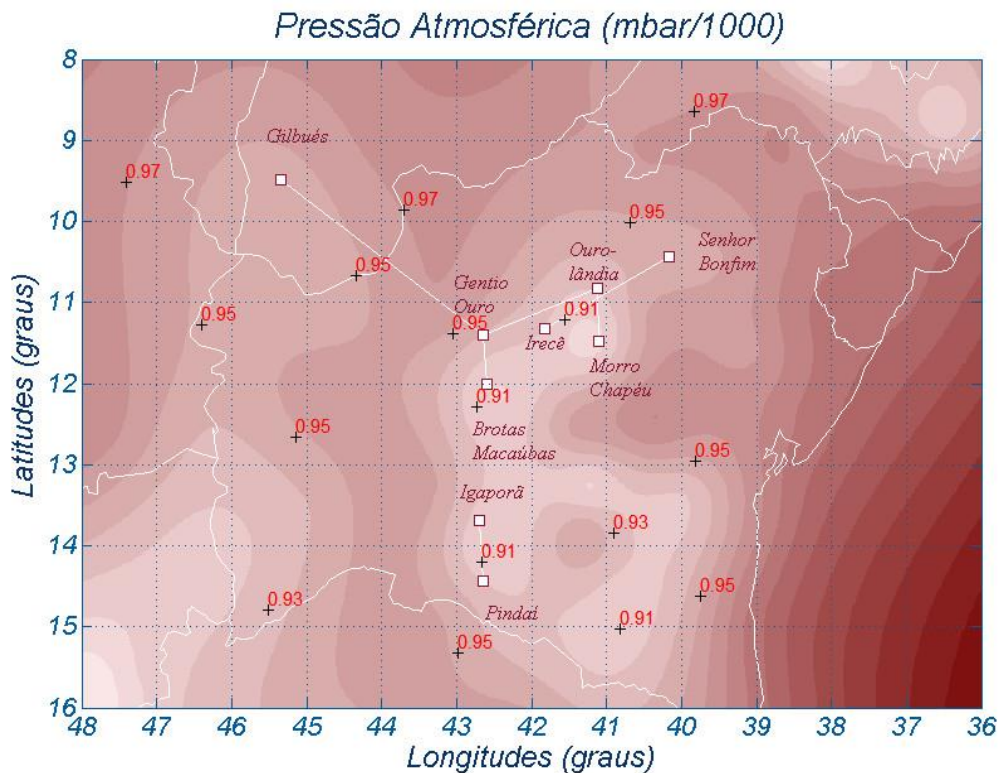 Pressão Atmosférica (mbar/1000)
8
9
10
11
12
13
14
15
16
Latitudes (graus)
0.97
Gilbués
0.97
0.97
0.95
0.95
Senhor
Bonfim
Ouro-
lândia
Gentio
Ouro
0.95
0.95
0.91
Irecê
Morro
Chapéu
0.91
Brotas
Macaúbas
0.95
0.95
Igaporã
0.93
0.91
0.93
Pindaí
0.95
0.91
0.95
48
47
46
45
44
43
42
41
40
39
38
37
36
Longitudes (graus)